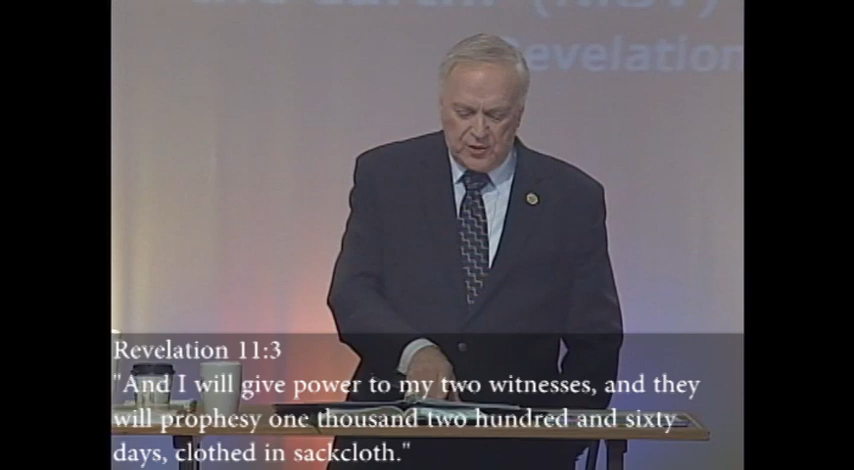 Revelation
Revelation 11:3
"And I will give power to my two witnesses, and they
will prophesy one thousand two hundred and sixty
days, clothed in sackcloth."